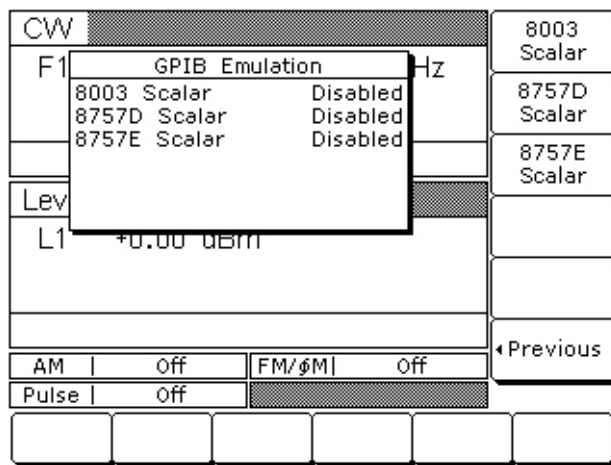 CW
F1
Hz
GPIB Emulation
8003 Scalar Disabled
8757D Scalar Disabled
8757E Scalar Disabled
Lev
L1 +0.00 dBm
AM | Off
FM/ϕM| Off
Pulse | Off
8003
Scalar
8757D
Scalar
8757E
Scalar
◂Previous